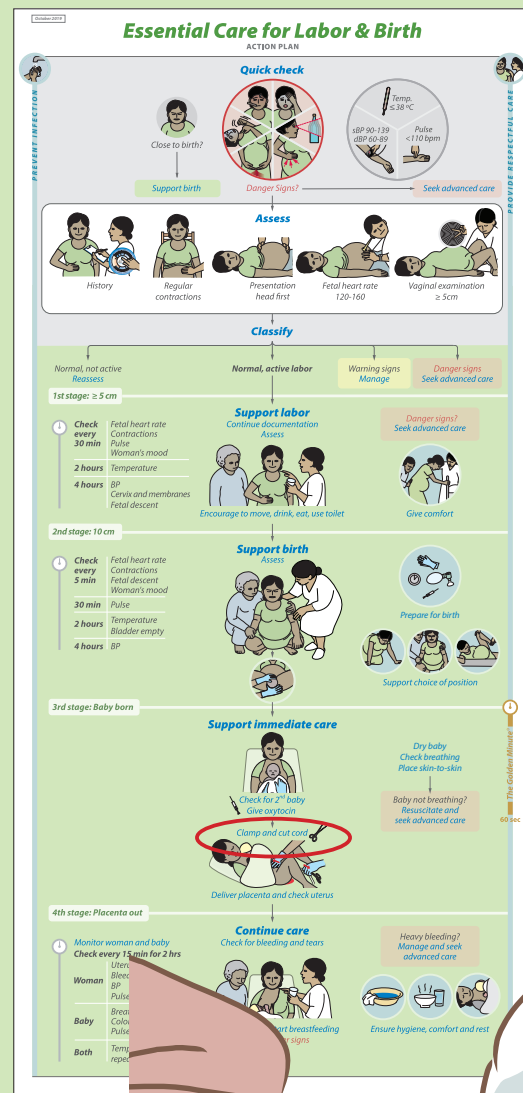 October 2019
Essential Care for Labor & Birth
ACTION PLAN
PREVENT INFECTION
PROVIDE RESPECTFUL CARE
Quick check
Close to birth?
Temp.
≤38 ºC
sBP 90-139
dBP 60-89
Pulse
<110 bpm
Support birth
Danger Signs?
Seek advanced care
Assess
History
Regular
contractions
Presentation
head first
Fetal heart rate
120-160
Vaginal examination
≥ 5cm
Classify
Normal, not active
Reassess
Normal, active labor
Warning signs
Manage
Danger signs
Seek advanced care
1st stage: ≥ 5 cm
Support labor
Continue documentation
Assess
Check every 30 min
Fetal heart rate
Contractions
Pulse
Woman's mood
2 hours Temperature
4 hours BP
Cervix and membranes
Fetal descent
Encourage to move, drink, eat, use toilet
Danger signs?
Seek advanced care
Give comfort
2nd stage: 10 cm
Support birth
Assess
Check every 5 min
Fetal heart rate
Contractions
Fetal descent
Woman's mood
30 min Pulse
2 hours Temperature
Bladder empty
4 hours BP
Prepare for birth
Support choice of position
3rd stage: Baby born
Support immediate care
Check for 2nd baby
Give oxytocin
Clamp and cut cord
Deliver placenta and check uterus
Dry baby
Check breathing
Place skin-to-skin
Baby not breathing?
Resuscitate and
seek advanced care
The Golden Minute®
60 sec
4th stage: Placenta out
Continue care
Check for bleeding and tears
Monitor woman and baby
Check every 15 min for 2 hrs
Woman
BP
Baby
Both
breastfeeding
signs
Heavy bleeding?
Manage and seek
advanced care
Ensure hygiene, comfort and rest